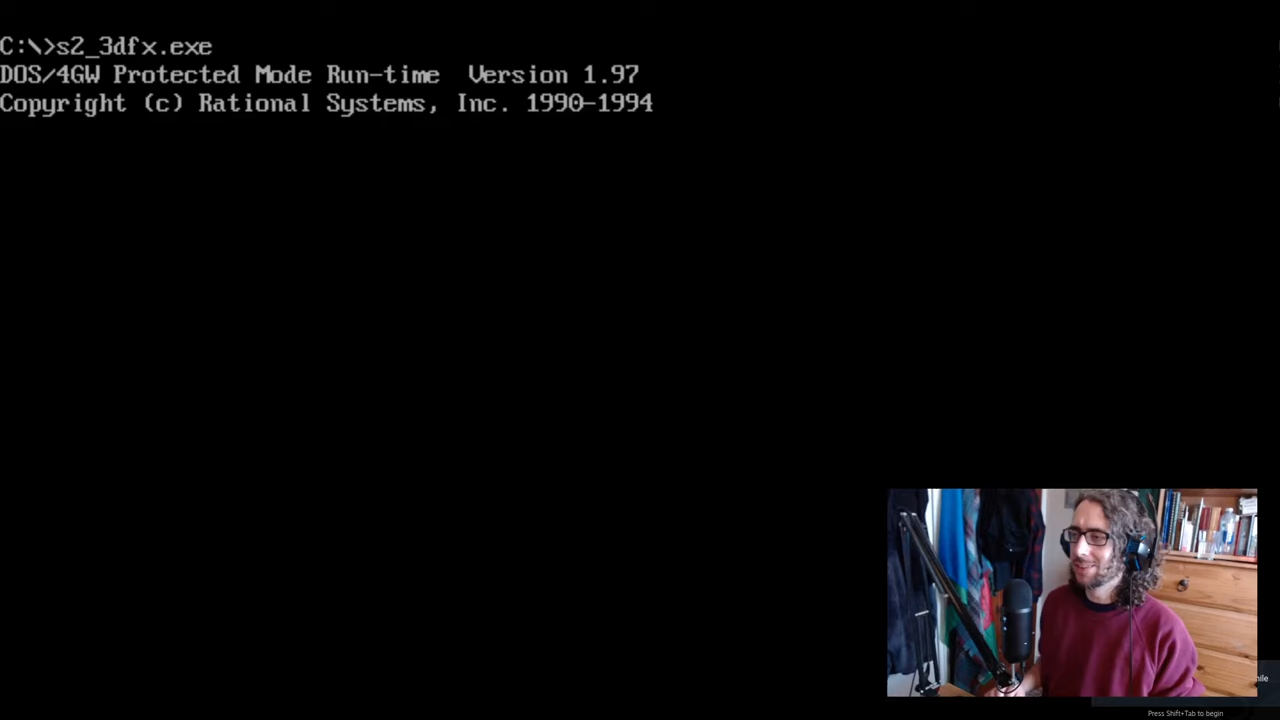 C:\>s2_3dfx.exe
DOS/4GW Protected Mode Run-time  Version 1.97
Copyright (c) Rational Systems, Inc. 1990-1994
Press Shift+Tab to begin